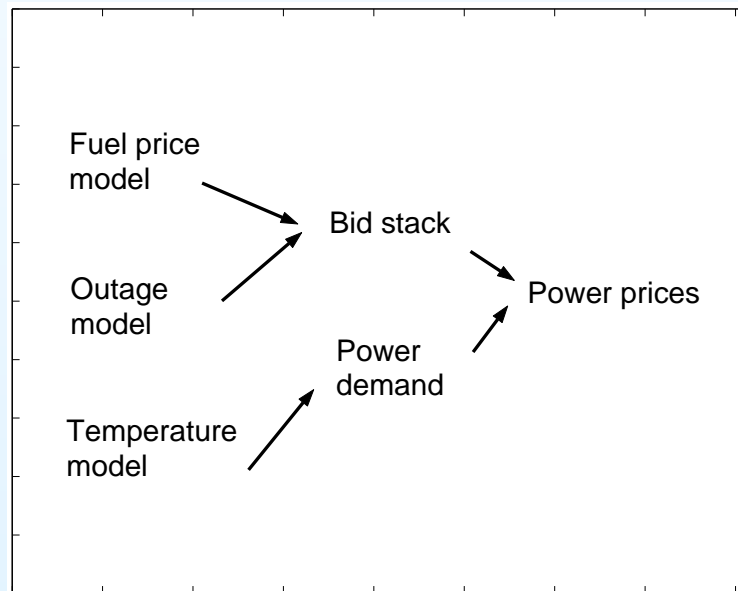 Fuel price
model
Bid stack
Outage
model
Power prices
Power
demand
Temperature
model